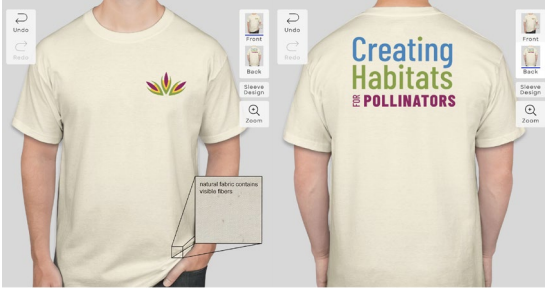 Undo
Redo
Front
Back
Sleeve
Design
Zoom
natural fabric contains
visible fibers
Undo
Redo
Creating
Habitats
FOR POLLINATORS
Front
Back
Sleeve
Design
Zoom